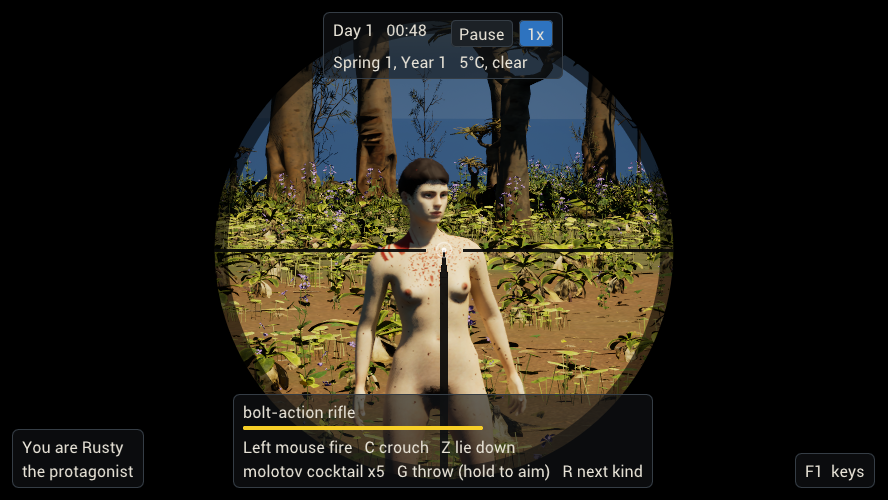 Day 1 00:48 Pause 1x
Spring 1, Year 1 5°C, clear
bolt-action rifle
Left mouse fire C crouch Z lie down
molotov cocktail x5 G throw (hold to aim) R next kind
You are Rusty
the protagonist
F1 keys